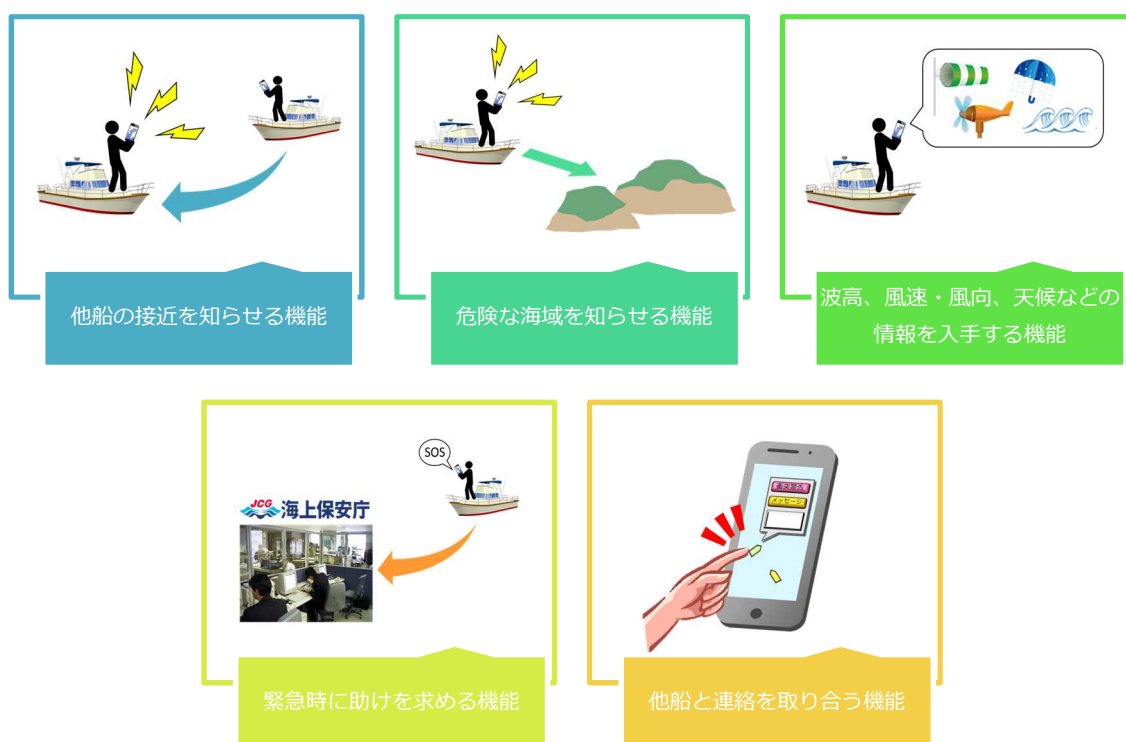 他船の接近を知らせる機能
危険な海域を知らせる機能
波高、風速・風向、天候などの
情報を入手する機能
SOS
JCG 海上保安庁
メッセージ
緊急時に助けを求める機能
他船と連絡を取り合う機能